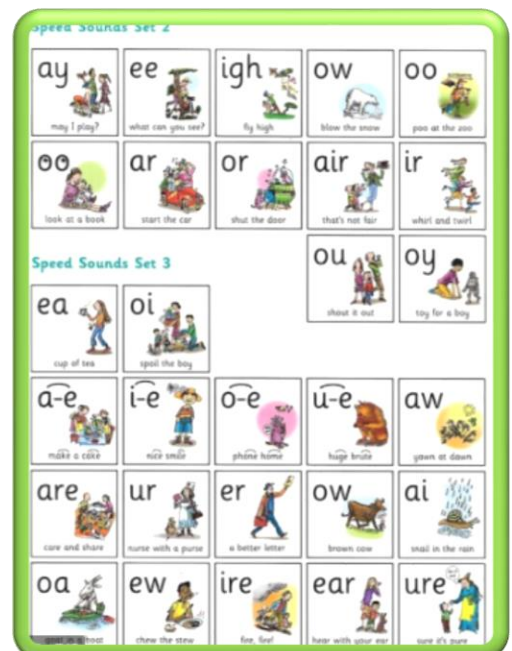 Speed Sounds Set 2
ay ee igh ow oo
may I play? what can you see? fly high blow the snow poo at the zoo
oo ar or air ir
look at a book start the car shut the door that's not fair whirl and twirl
ou oy
shout it out toy for a boy
Speed Sounds Set 3
ea oi
cup of tea spoil the boy
a-e i-e o-e u-e aw
make a cake nice smile phone home huge brute yawn at dawn
are ur er ow ai
care and share nurse with a purse a better letter brown cow snail in the rain
oa ew ire ear ure
goat in a boat chew the stew fire, fire! hear with your ear sure it's pure